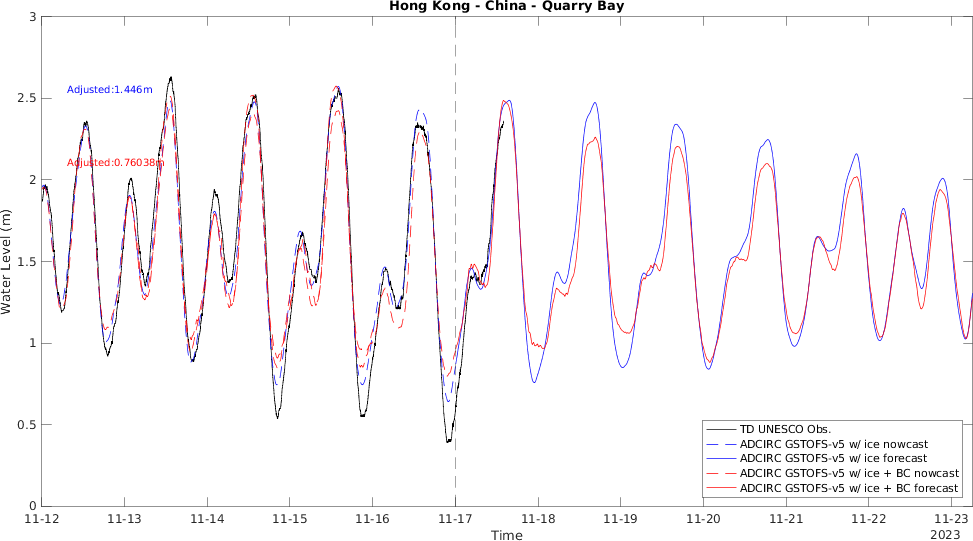 Hong Kong - China - Quarry Bay
3
2.5
2
1.5
1
0.5
0
Water Level (m)
Adjusted:1.446m
Adjusted:0.76038m
TD UNESCO Obs.
ADCIRC GSTOFS-v5 w/ ice nowcast
ADCIRC GSTOFS-v5 w/ ice forecast
ADCIRC GSTOFS-v5 w/ ice + BC nowcast
ADCIRC GSTOFS-v5 w/ ice + BC forecast
11-12 11-13 11-14 11-15 11-16 11-17 11-18 11-19 11-20 11-21 11-22 11-23
2023
Time